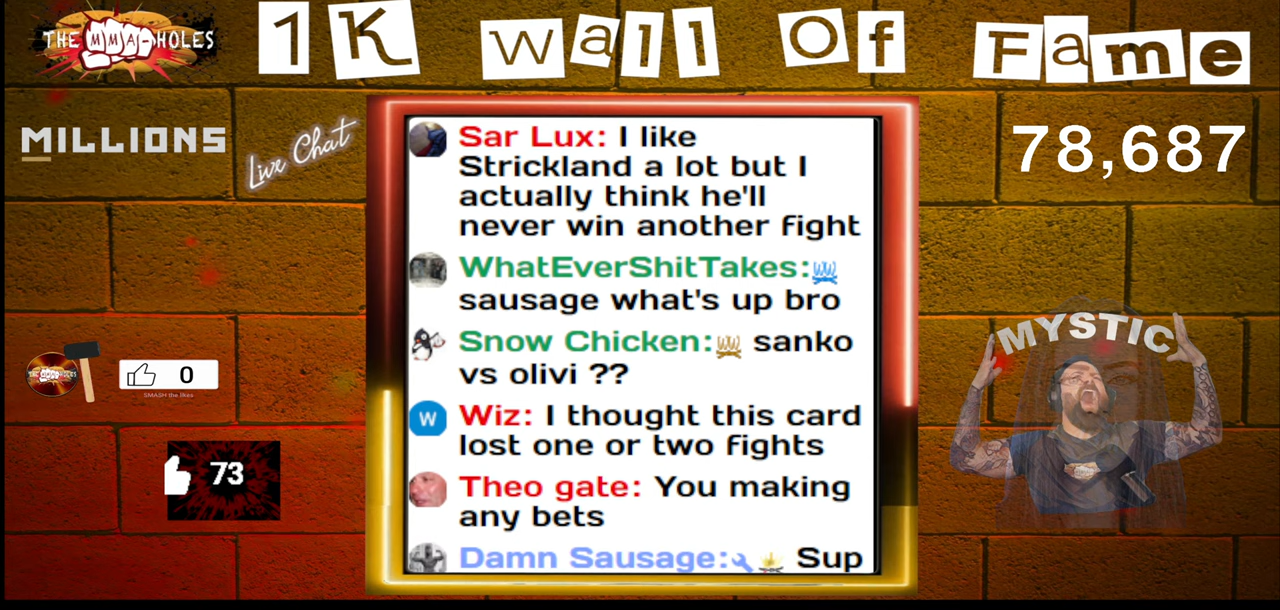 THE MMA-HOLES
1K Wall Of Fame
MILLIONS
Live Chat
78,687
Sar Lux: I like
Strickland a lot but I
actually think he'll
never win another fight
WhatEverShitTakes:
sausage what's up bro
Snow Chicken: sanko
vs olivi ??
W
Wiz: I thought this card
lost one or two fights
Theo gate: You making
any bets
Damn Sausage: Sup
MYSTIC
0
SMASH the likes
73